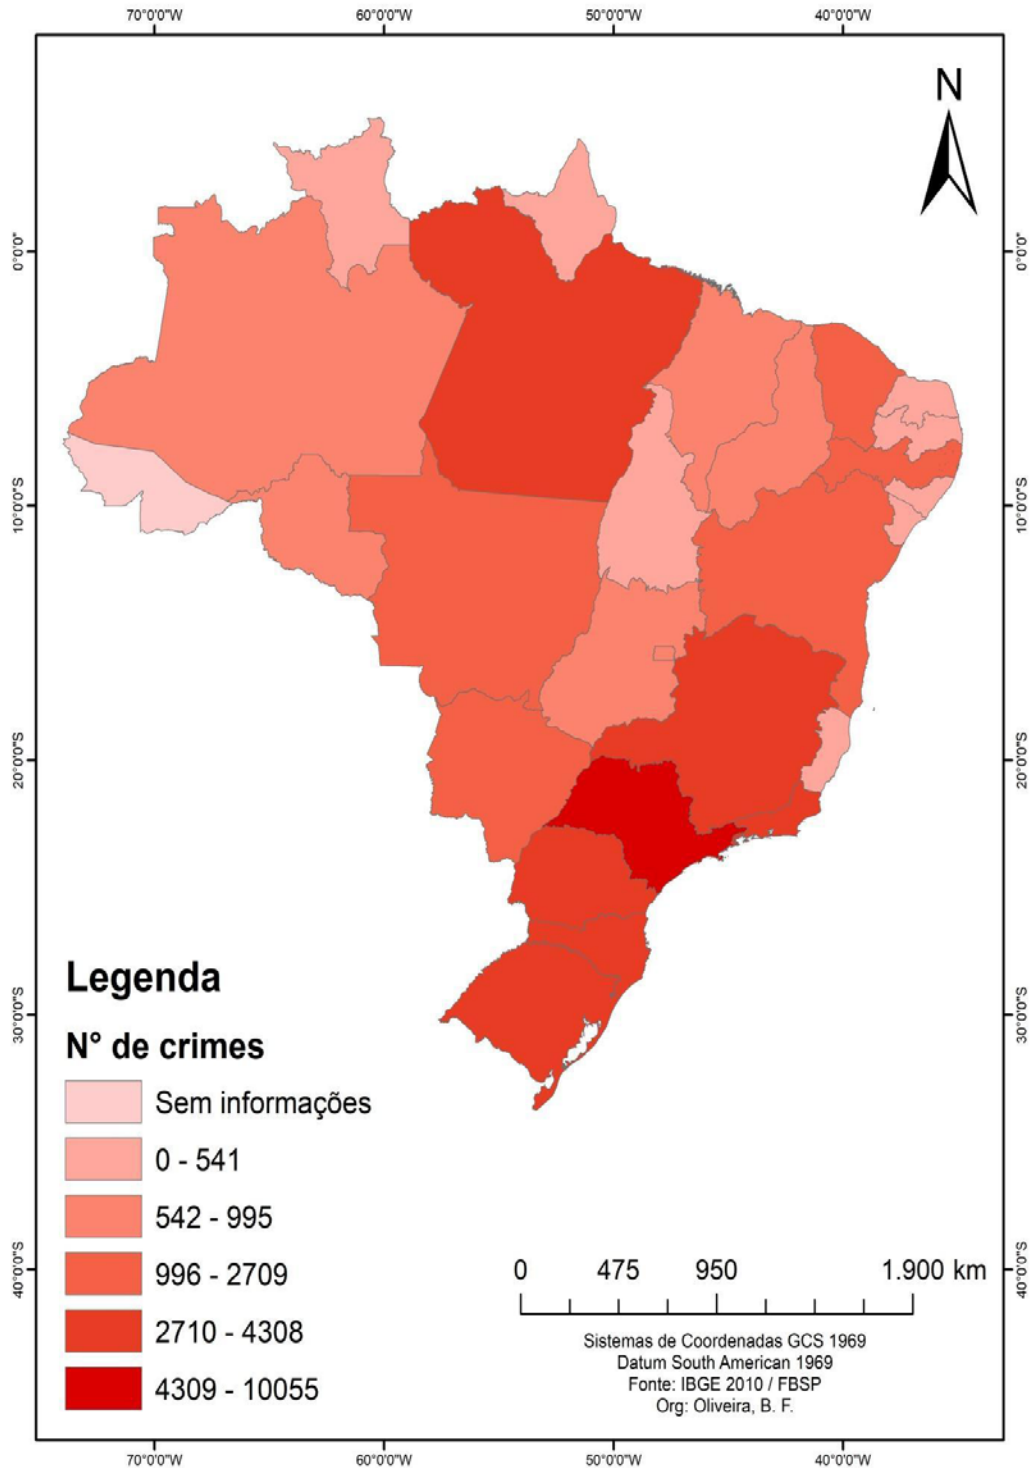 70°0'0"W 60°0'0"W 50°0'0"W 40°0'0"W
N
0°0'0"
0°0'0"
10°0'0"S
10°0'0"S
20°0'0"S
20°0'0"S
30°0'0"S
30°0'0"S
40°0'0"S
40°0'0"S
Legenda
N° de crimes
Sem informações
0 - 541
542 - 995
996 - 2709
2710 - 4308
4309 - 10055
0 475 950 1.900 km
Sistemas de Coordenadas GCS 1969
Datum South American 1969
Fonte: IBGE 2010 / FBSP
Org: Oliveira, B. F.
70°0'0"W 60°0'0"W 50°0'0"W 40°0'0"W